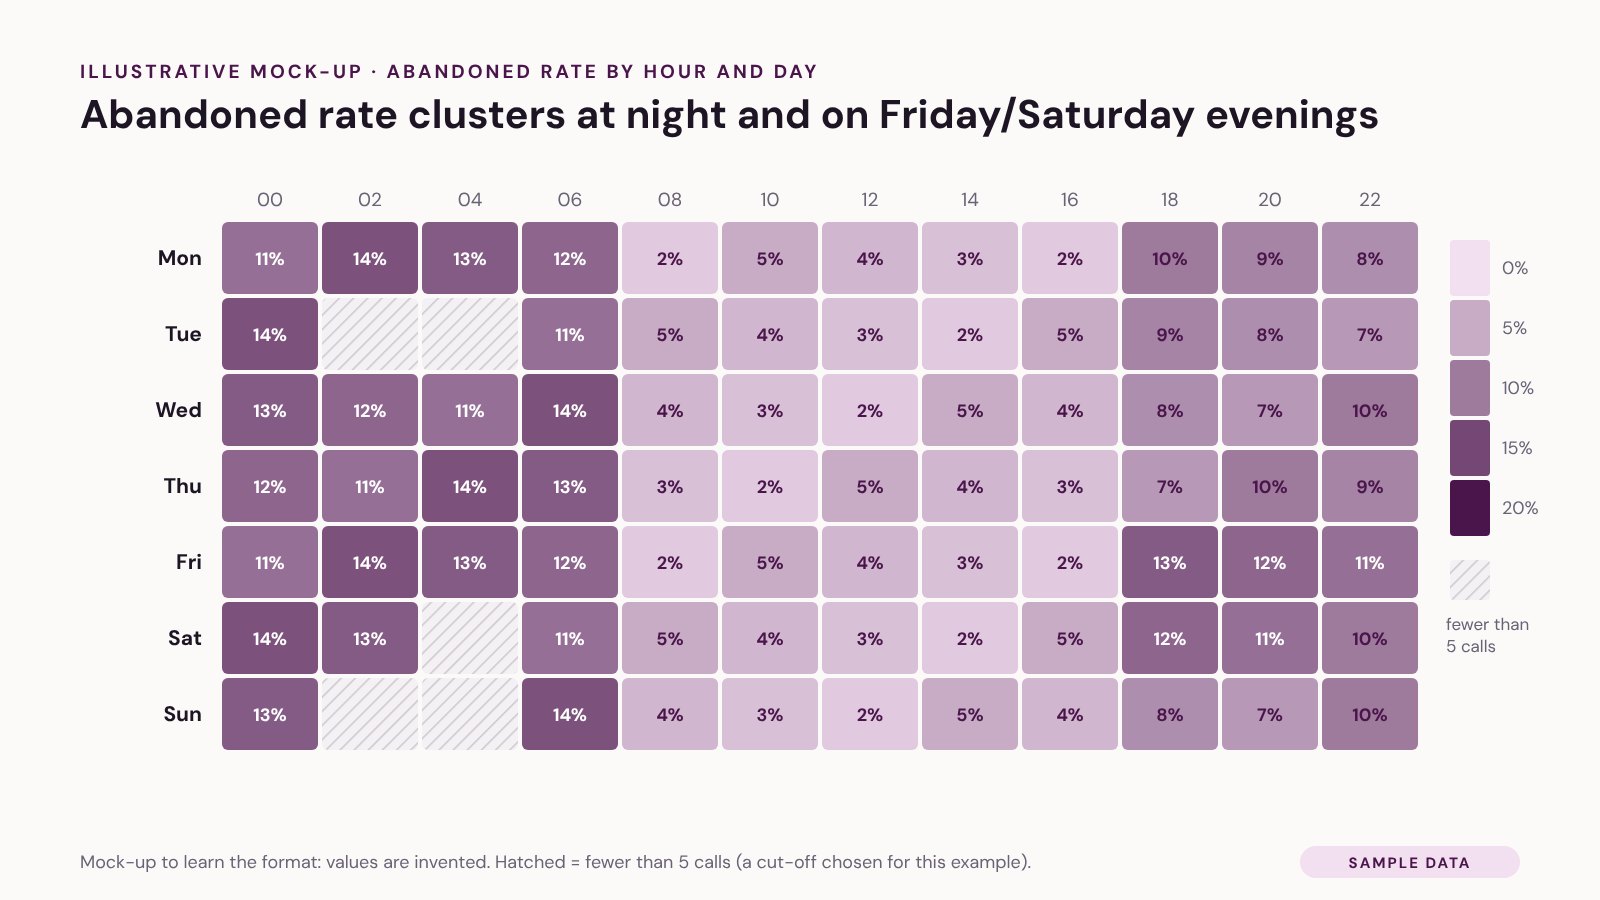 ILLUSTRATIVE MOCK-UP · ABANDONED RATE BY HOUR AND DAY
Abandoned rate clusters at night and on Friday/Saturday evenings
00 02 04 06 08 10 12 14 16 18 20 22
Mon 11% 14% 13% 12% 2% 5% 4% 3% 2% 10% 9% 8%
Tue 14% 11% 5% 4% 3% 2% 5% 9% 8% 7%
Wed 13% 12% 11% 14% 4% 3% 2% 5% 4% 8% 7% 10%
Thu 12% 11% 14% 13% 3% 2% 5% 4% 3% 7% 10% 9%
Fri 11% 14% 13% 12% 2% 5% 4% 3% 2% 13% 12% 11%
Sat 14% 13% 11% 5% 4% 3% 2% 5% 12% 11% 10%
Sun 13% 14% 4% 3% 2% 5% 4% 8% 7% 10%
0%
5%
10%
15%
20%
fewer than
5 calls
Mock-up to learn the format: values are invented. Hatched = fewer than 5 calls (a cut-off chosen for this example).
SAMPLE DATA